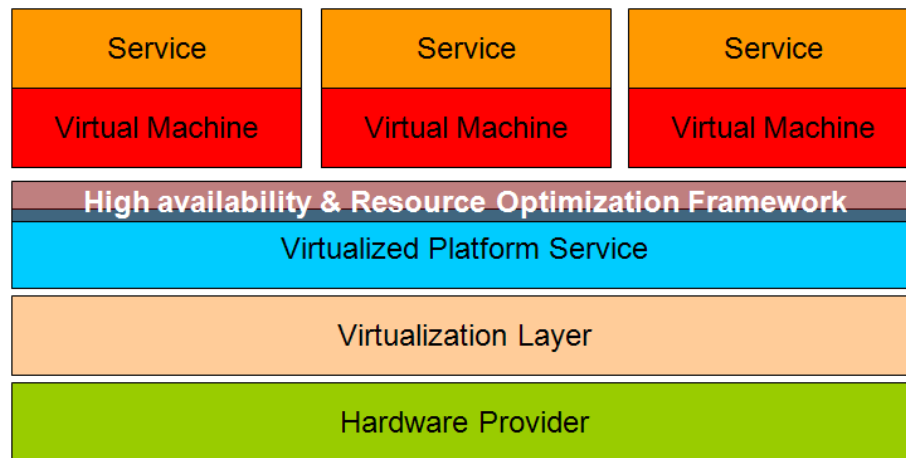 Service Service Service
Virtual Machine Virtual Machine Virtual Machine
High availability & Resource Optimization Framework
Virtualized Platform Service
Virtualization Layer
Hardware Provider